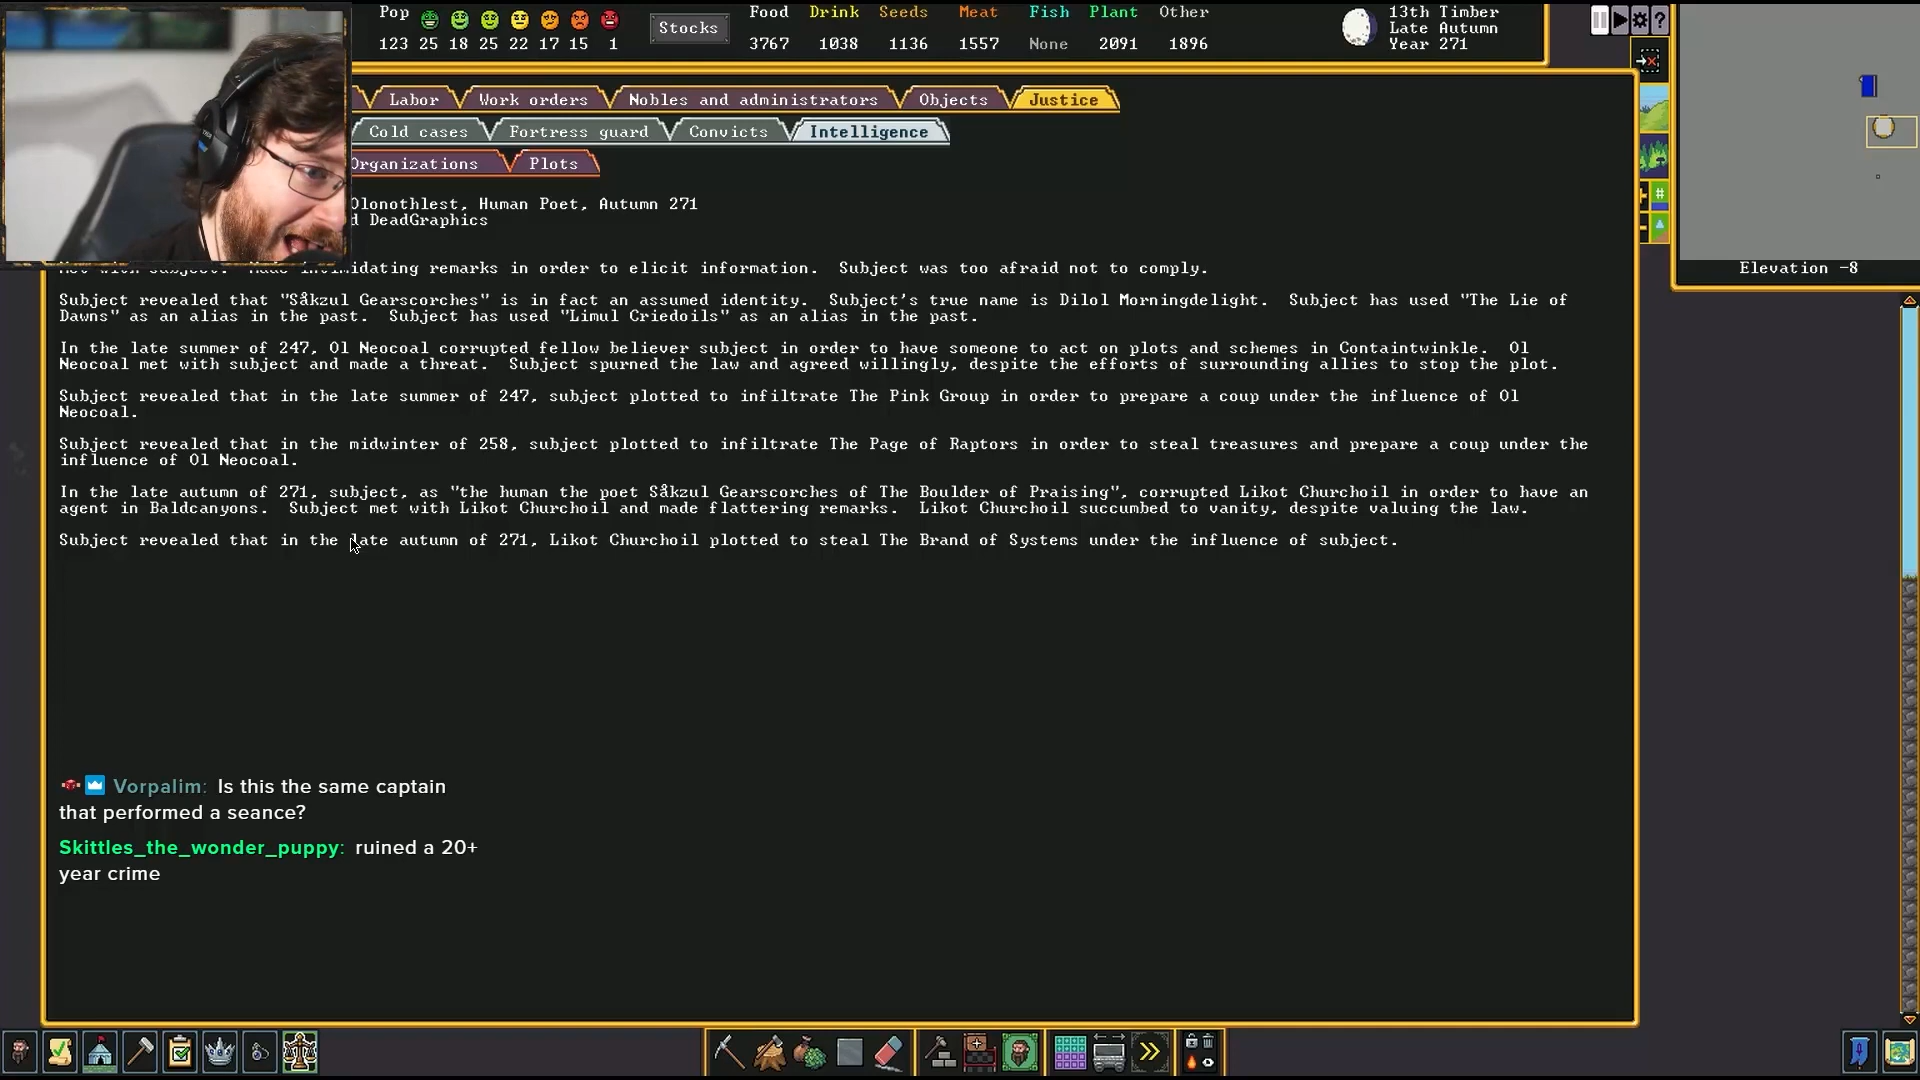 Pop
123 25 18 25 22 17 15 1
Stocks
Food Drink Seeds Meat Fish Plant Other
3767 1038 1136 1557 None 2091 1896
13th Timber
Late Autumn
Year 271
Labor Work orders Nobles and administrators Objects Justice
Cold cases Fortress guard Convicts Intelligence
Organizations Plots
Elevation -8
Olonothlest, Human Poet, Autumn 271
d DeadGraphics
Met with subject. Made intimidating remarks in order to elicit information. Subject was too afraid not to comply.
Subject revealed that "Såkzul Gearscorches" is in fact an assumed identity. Subject's true name is Dilol Morningdelight. Subject has used "The Lie of
Dawns" as an alias in the past. Subject has used "Limul Criedoils" as an alias in the past.
In the late summer of 247, Ol Neocoal corrupted fellow believer subject in order to have someone to act on plots and schemes in Containtwinkle. Ol
Neocoal met with subject and made a threat. Subject spurned the law and agreed willingly, despite the efforts of surrounding allies to stop the plot.
Subject revealed that in the late summer of 247, subject plotted to infiltrate The Pink Group in order to prepare a coup under the influence of Ol
Neocoal.
Subject revealed that in the midwinter of 258, subject plotted to infiltrate The Page of Raptors in order to steal treasures and prepare a coup under the
influence of Ol Neocoal.
In the late autumn of 271, subject, as "the human the poet Såkzul Gearscorches of The Boulder of Praising", corrupted Likot Churchoil in order to have an
agent in Baldcanyons. Subject met with Likot Churchoil and made flattering remarks. Likot Churchoil succumbed to vanity, despite valuing the law.
Subject revealed that in the late autumn of 271, Likot Churchoil plotted to steal The Brand of Systems under the influence of subject.
Vorpalim: Is this the same captain
that performed a seance?
Skittles_the_wonder_puppy: ruined a 20+
year crime